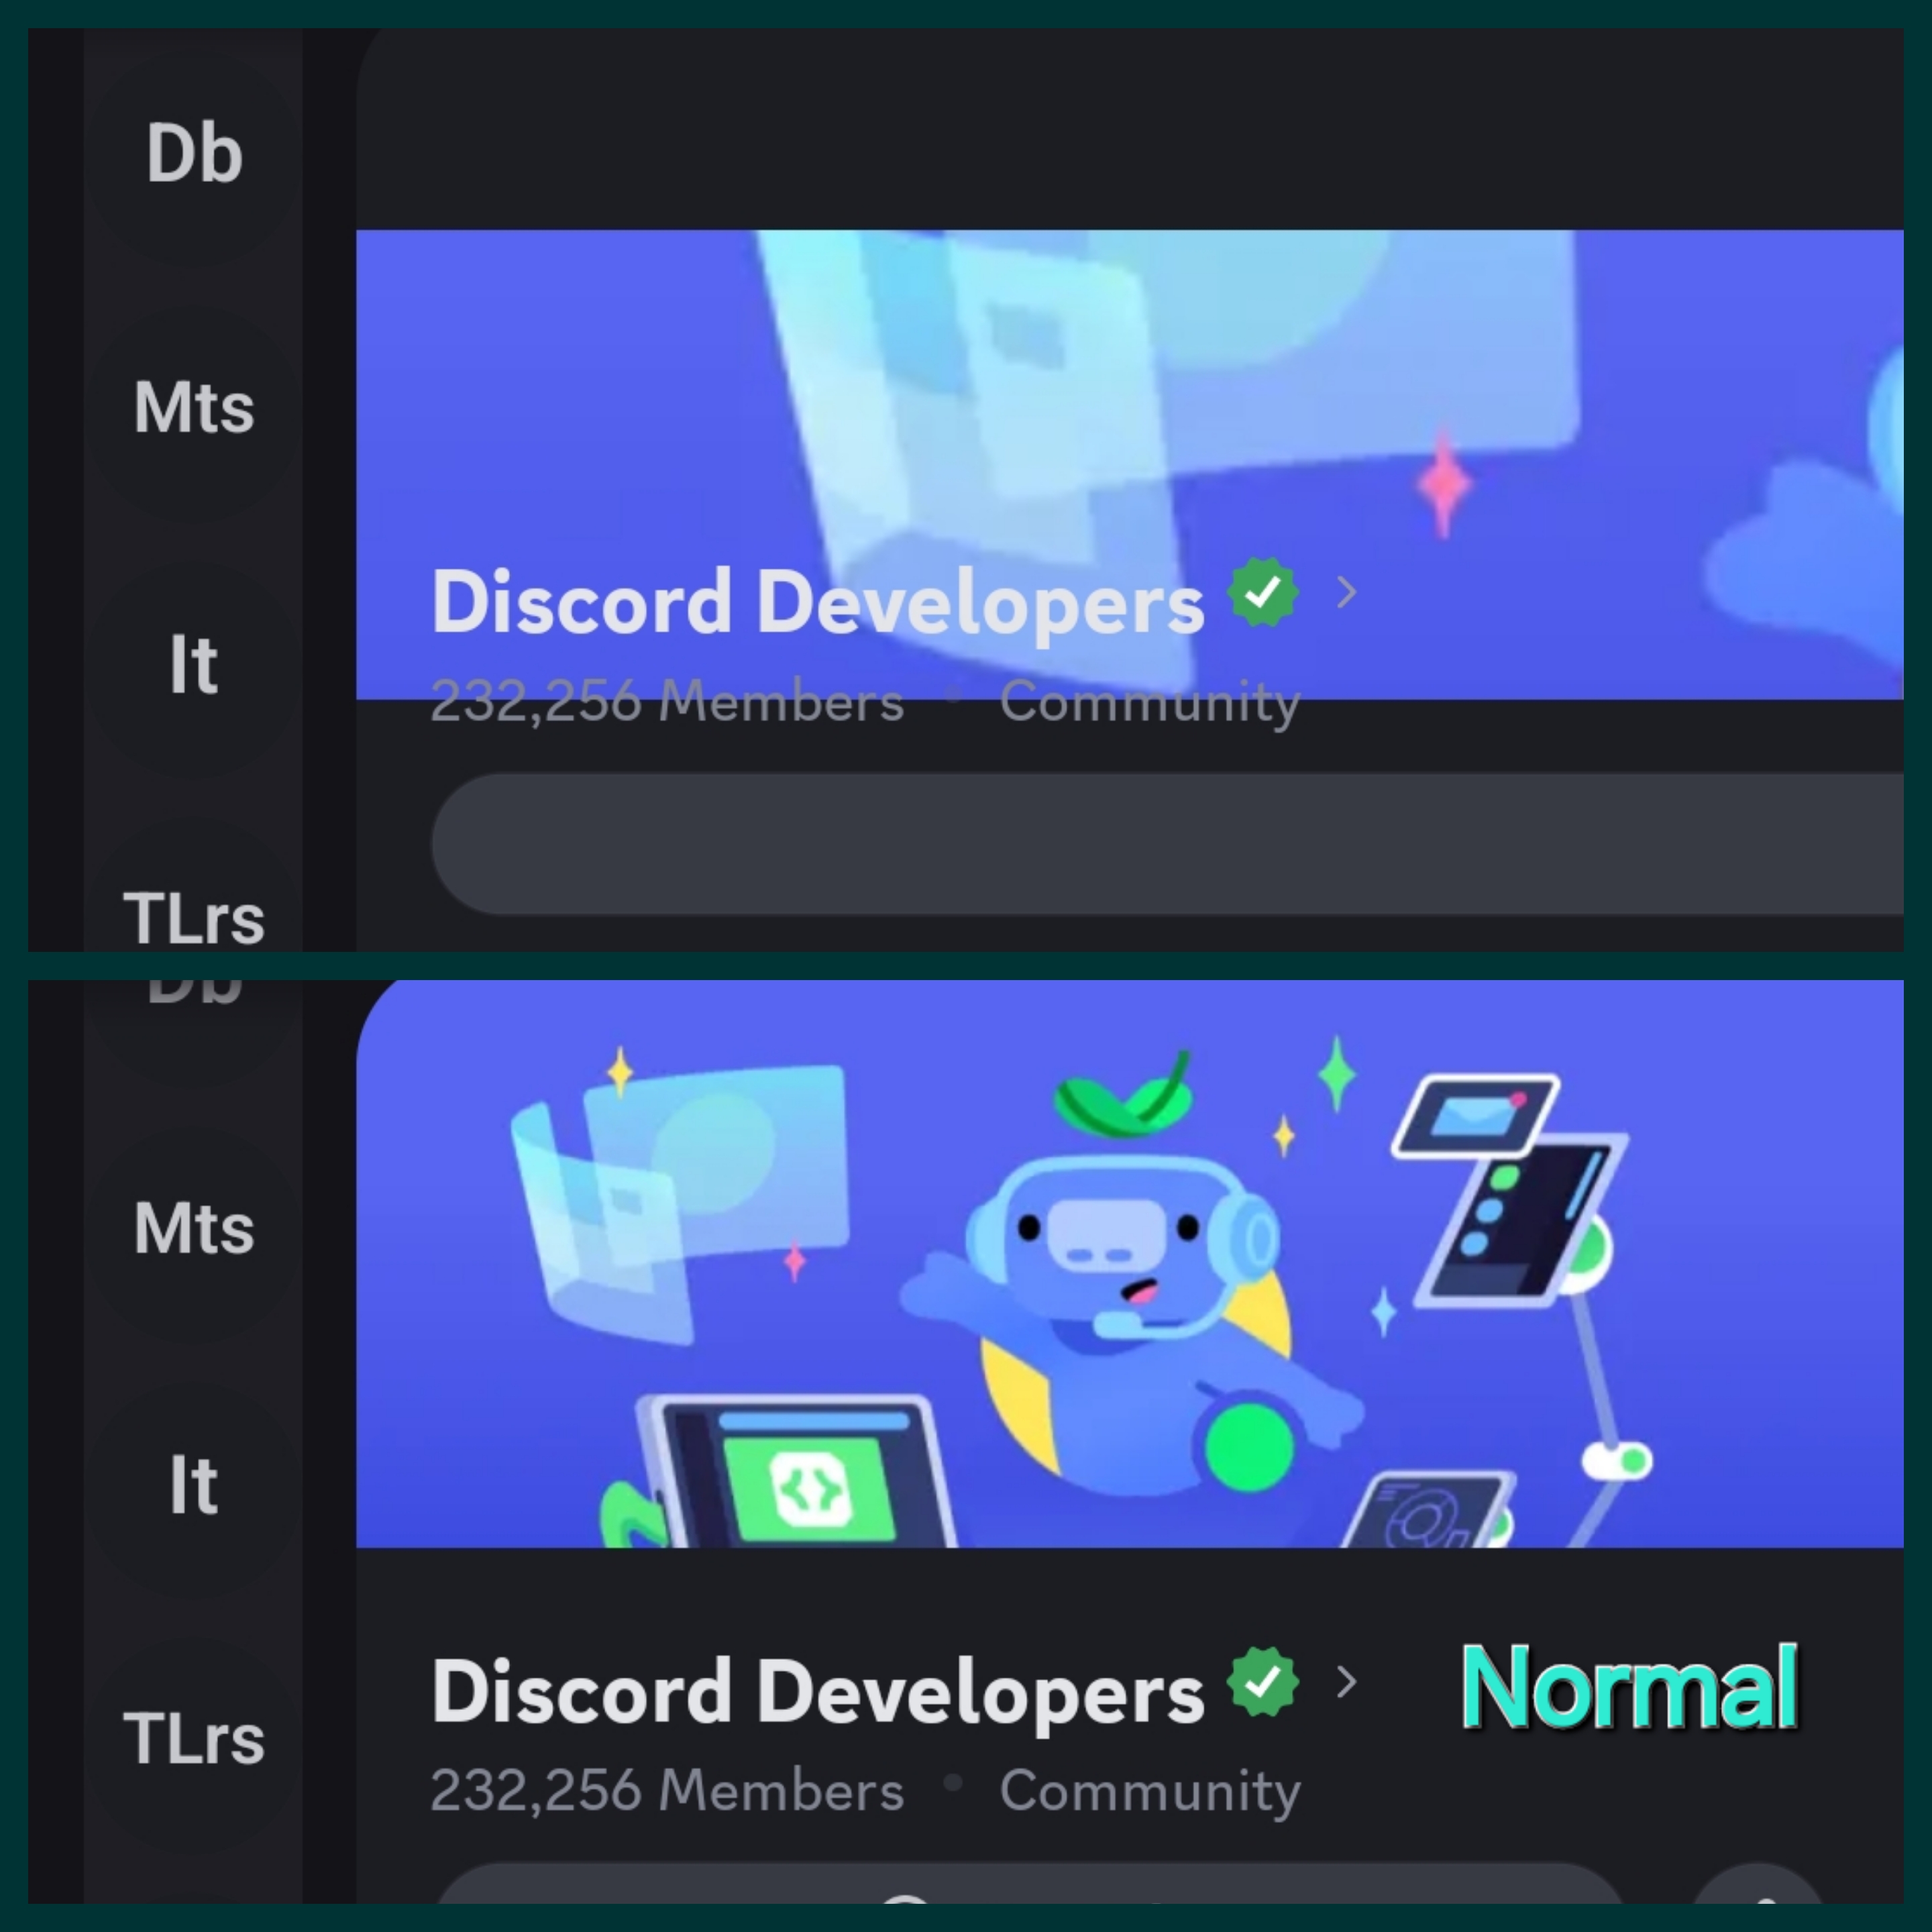 Db
Mts
It
TLrs
Discord Developers
232,256 Members • Community
Db
Mts
It
TLrs
Discord Developers
Normal
232,256 Members • Community